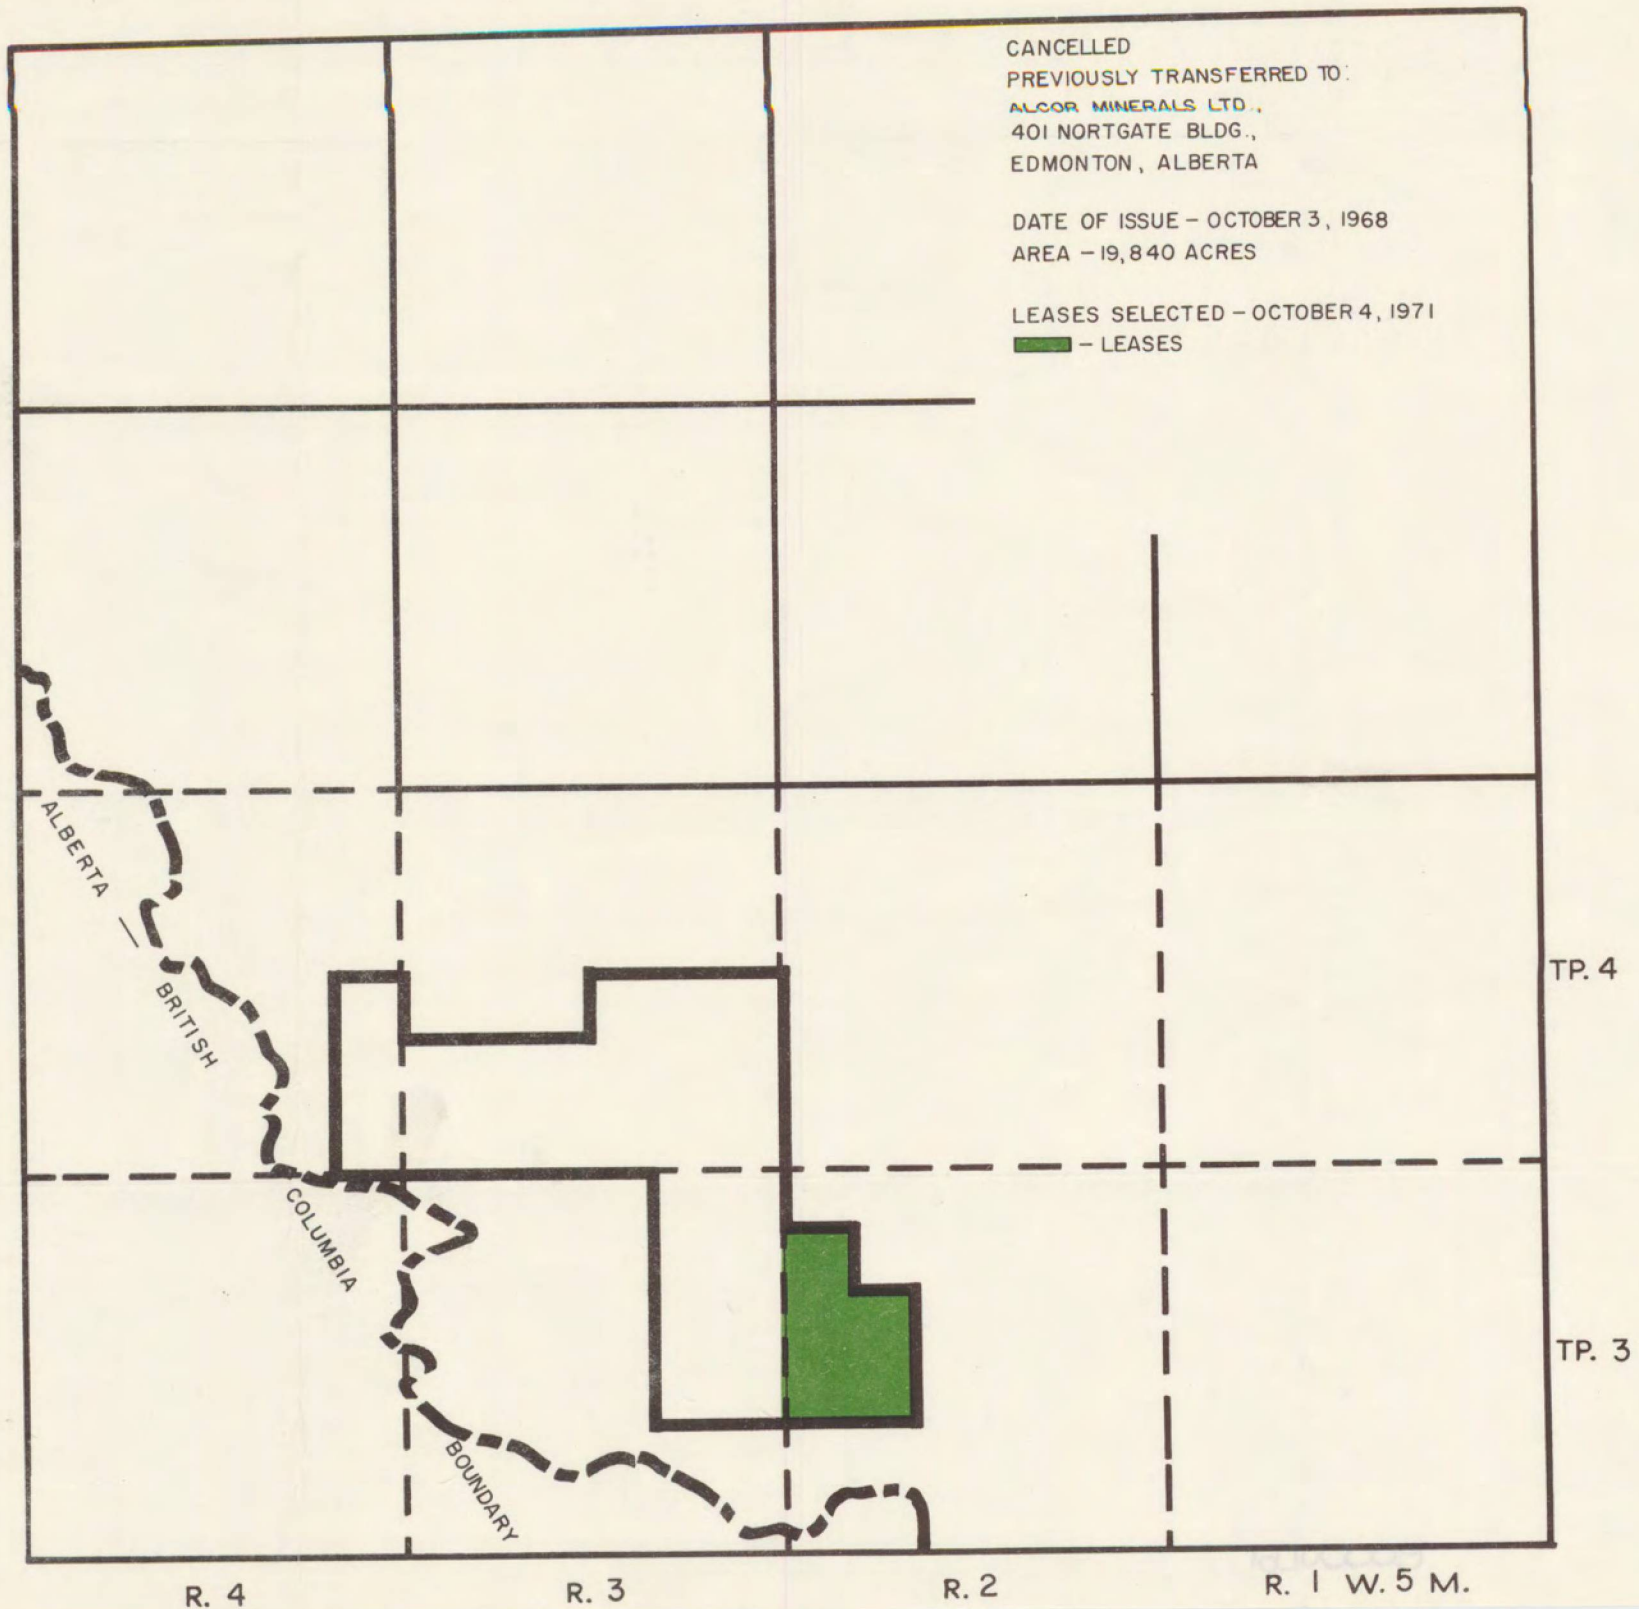 CANCELLED
PREVIOUSLY TRANSFERRED TO:
ALCOR MINERALS LTD.,
401 NORTGATE BLDG.,
EDMONTON, ALBERTA
DATE OF ISSUE – OCTOBER 3, 1968
AREA – 19,840 ACRES
LEASES SELECTED – OCTOBER 4, 1971
– LEASES
ALBERTA –
BRITISH
COLUMBIA
BOUNDARY
TP. 4
TP. 3
R. 4
R. 3
R. 2
R. 1 W. 5 M.